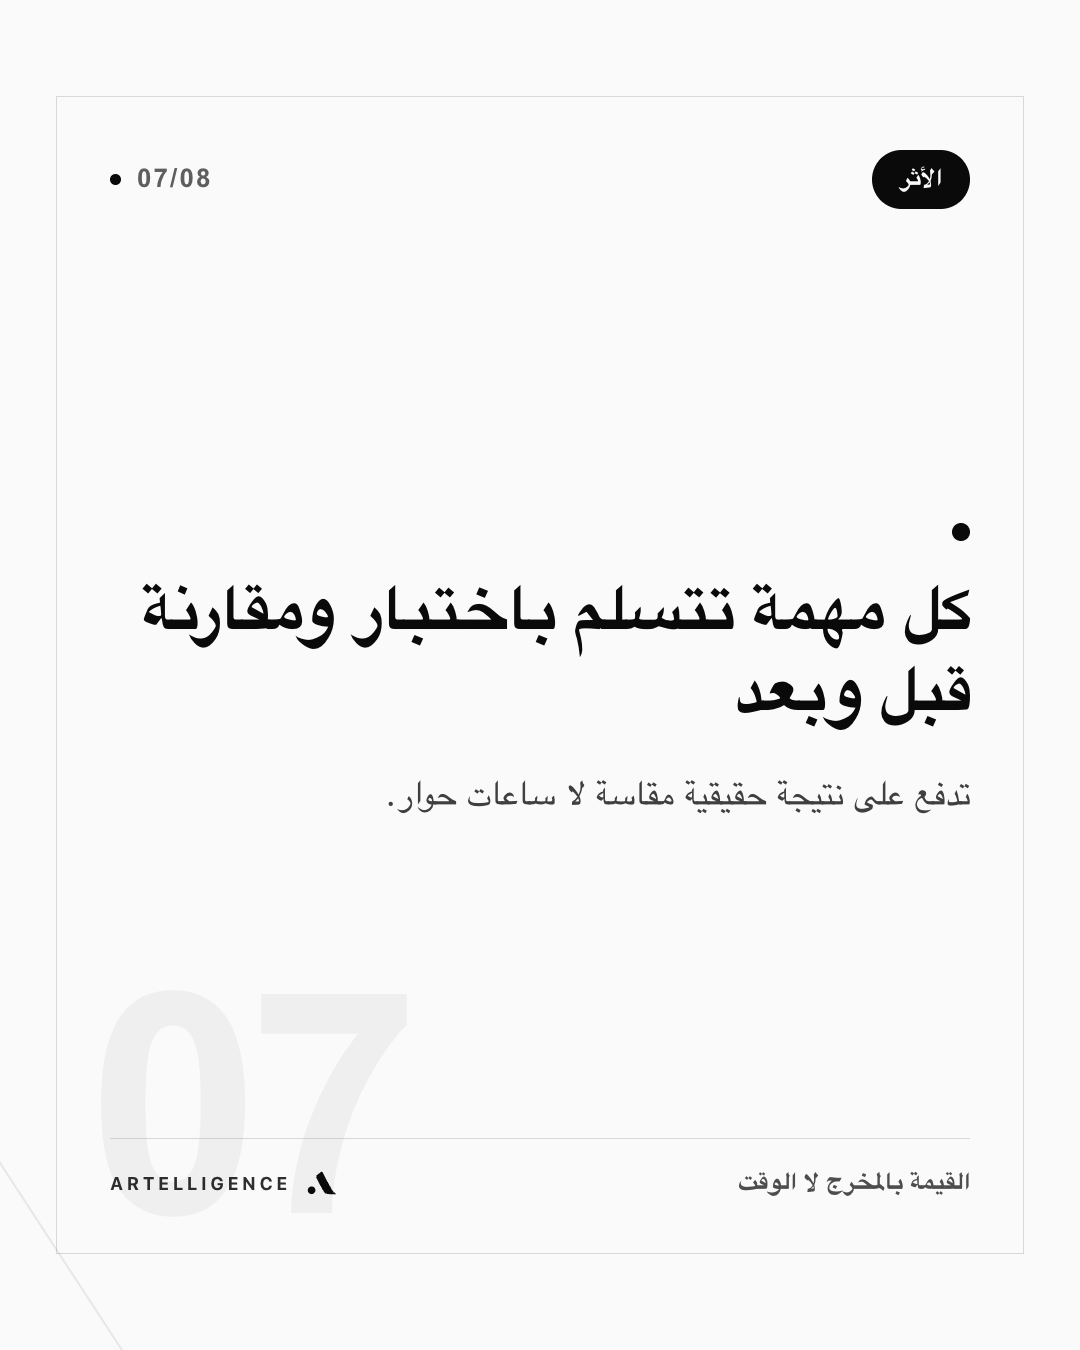 الأثر
07/08
كل مهمة تتسلم باختبار ومقارنة
قبل وبعد
تدفع على نتيجة حقيقية مقاسة لا ساعات حوار.
07
القيمة بالمخرج لا الوقت
ARTELLIGENCE